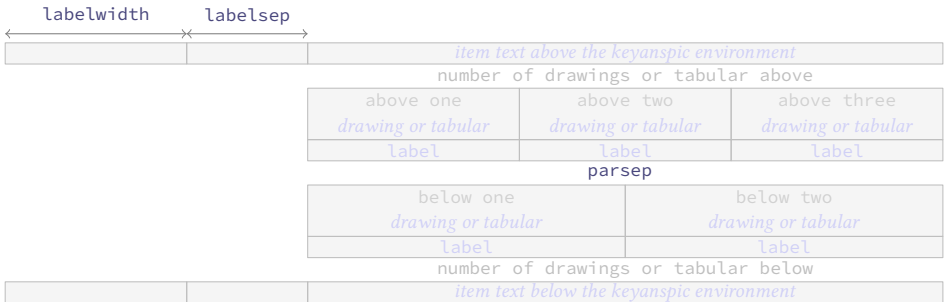 labelwidth labelsep
item text above the keyanspic environment
number of drawings or tabular above
above one above two above three
drawing or tabular drawing or tabular drawing or tabular
label label label
parsep
below one below two
drawing or tabular drawing or tabular
label label
number of drawings or tabular below
item text below the keyanspic environment